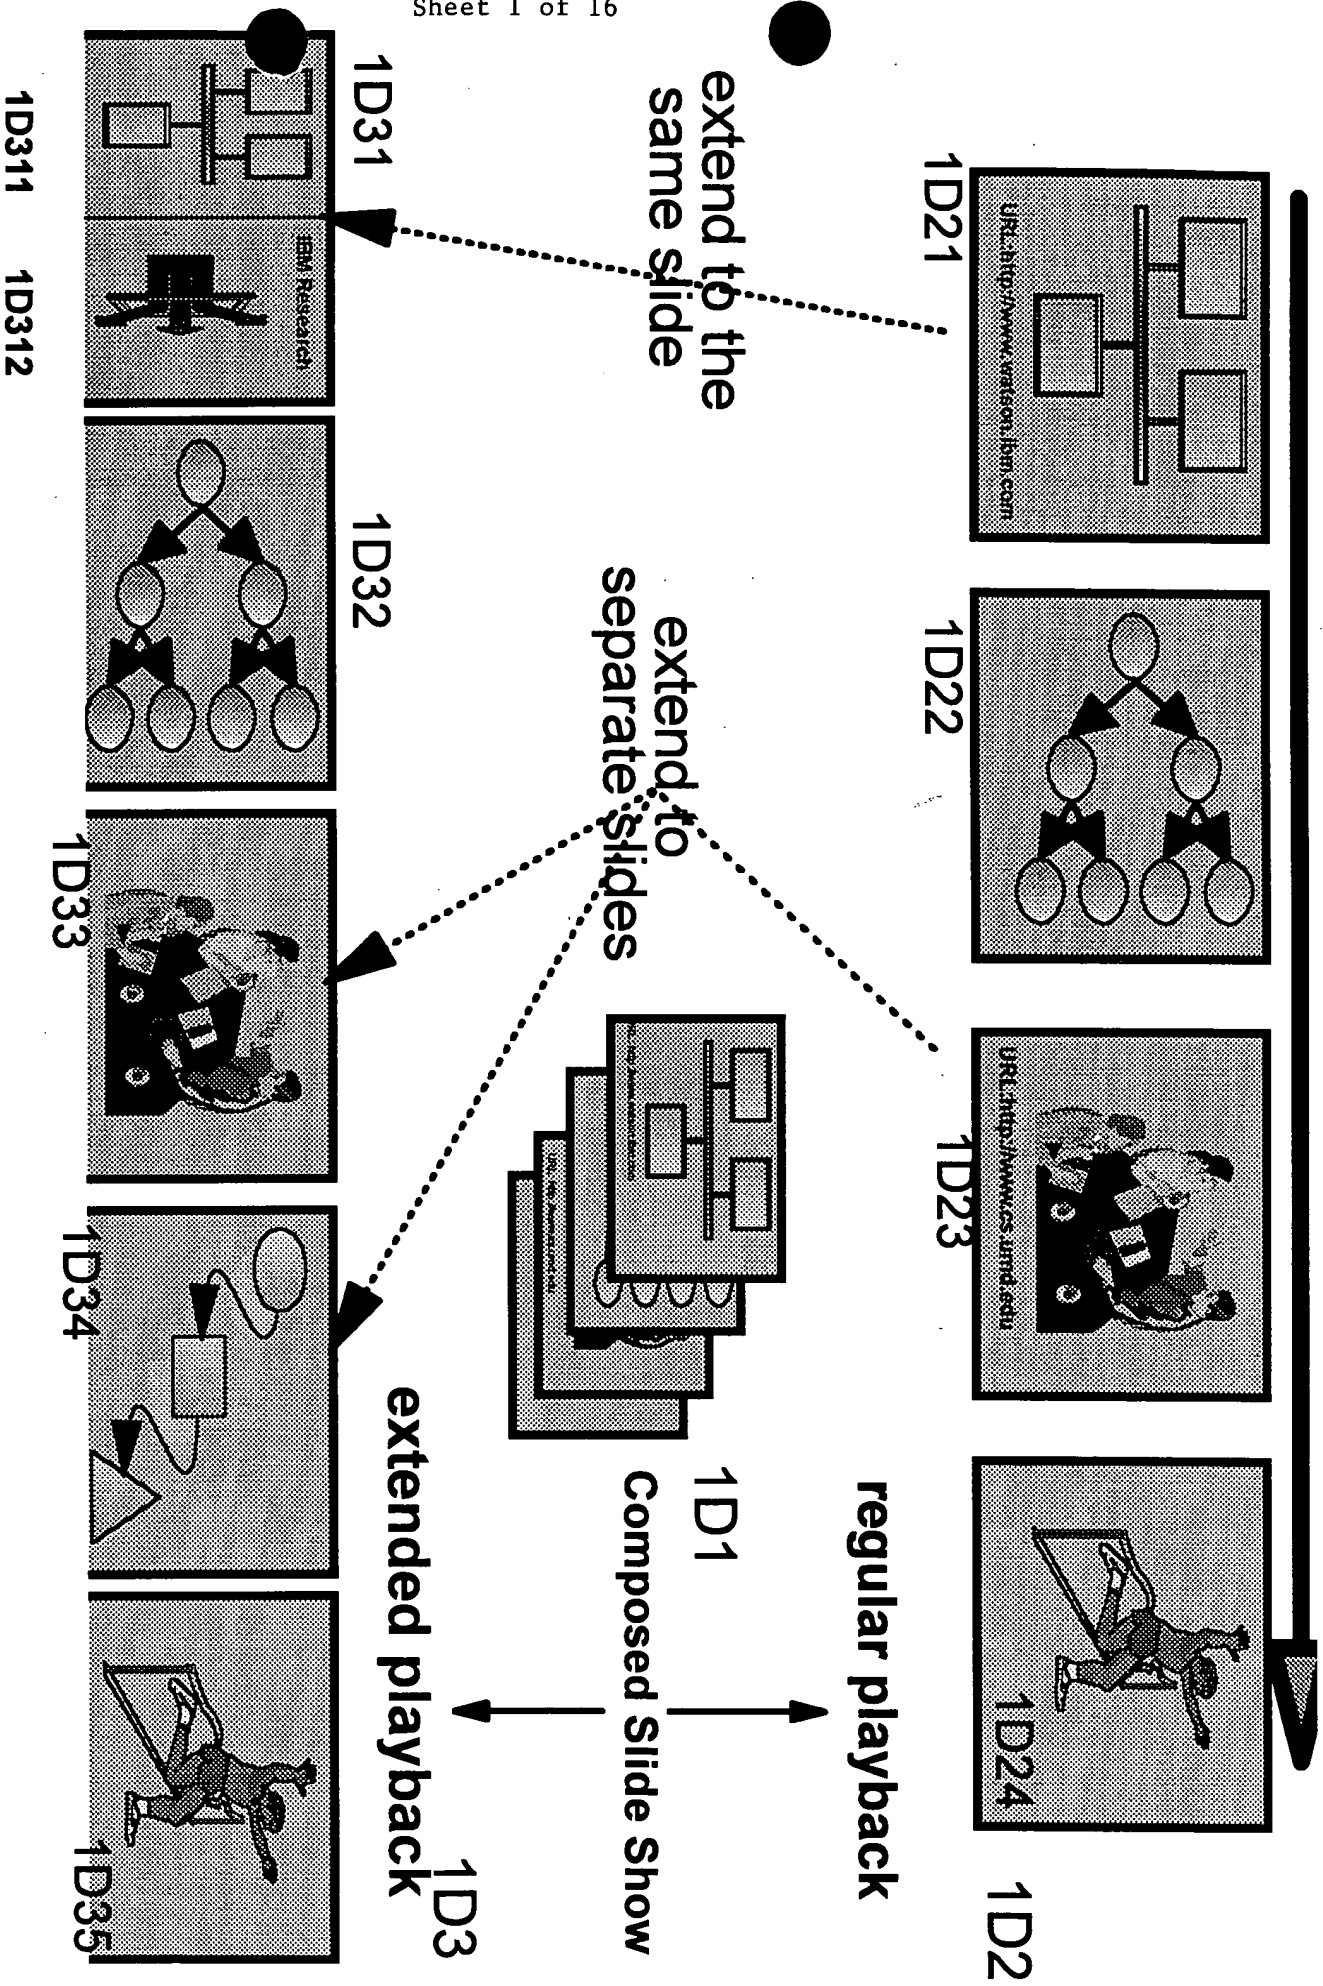 Sheet 1 of 16
1D2
1D21
URL:http://www.watson.ibm.com
1D22
1D23
URL:http://www.cs.umd.edu
1D24
regular playback
extend to the
same slide
extend to
separate slides
1D1
Composed Slide Show
extended playback
1D3
1D31
IBM Research
1D311
1D312
1D32
1D33
1D34
1D35